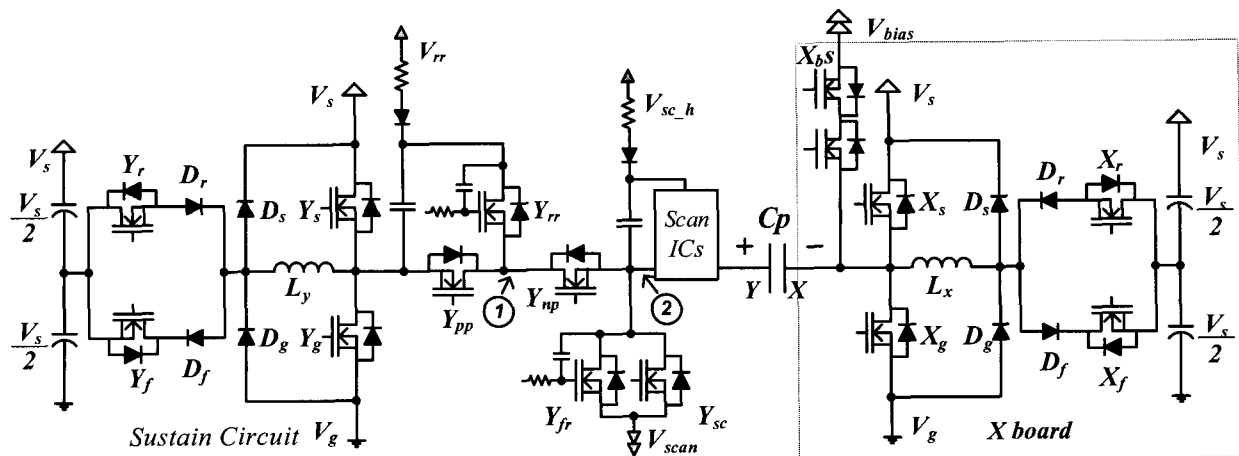 V_rr
V_s
V_sc_h
V_bias
X_bs
V_s
V_s
V_s
V_s/2
V_s/2
Y_r
D_r
Y_f
D_f
D_s
D_g
L_y
Y_s
Y_g
V_g
Y_rr
Y_pp
1
Y_np
2
Scan
ICs
Cp
+
−
Y
X
Y_fr
Y_sc
V_scan
X_s
X_g
V_g
L_x
D_s
D_g
D_r
X_r
D_f
X_f
V_s/2
V_s/2
Sustain Circuit
X board